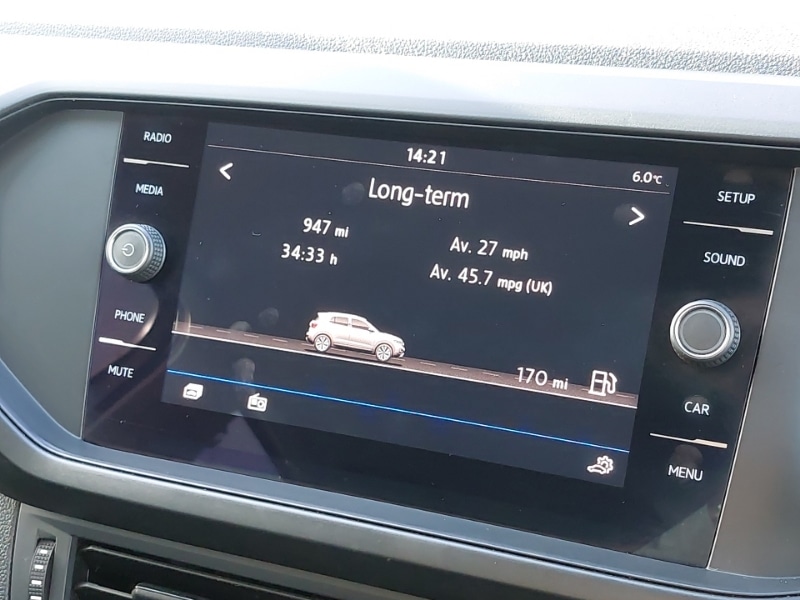 RADIO
MEDIA
PHONE
MUTE
14:21
6.0°C
<
Long-term
>
947 mi
34:33 h
Av. 27 mph
Av. 45.7 mpg (UK)
170 mi
SETUP
SOUND
CAR
MENU